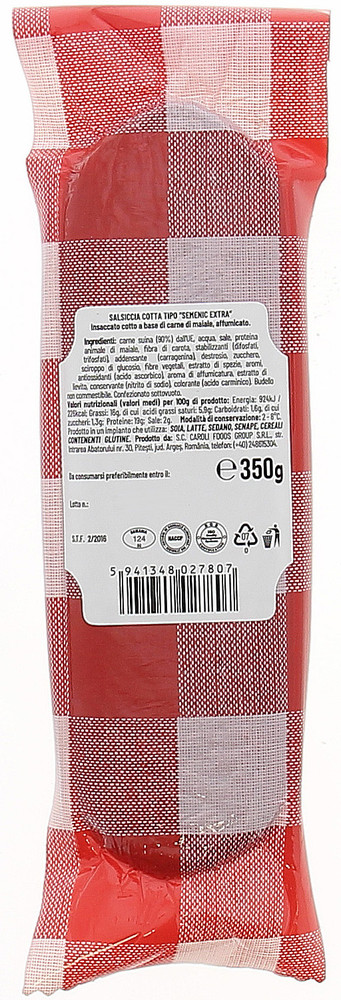 SALSICCIA COTTA TIPO "SEMENIC EXTRA"
Insaccato cotto a base di carne di maiale, affumicato.
Ingredienti: carne suina (90%) dall'UE, acqua, sale, proteine
animale di maiale, fibra di carota, stabilizzanti (difosfati,
trifosfati), addensante (carragenina), destrosio, zucchero,
sciroppo di glucosio, fibre vegetali, estratto di spezie, aromi,
antiossidanti (acido ascorbico), aroma di affumicatura, estratto di
levito, conservante (nitrito di sodio), colorante (acido carminico). Budello
non commestibile. Confezionato sottovuoto.
Valori nutrizionali (valori medi) per 100g di prodotto: Energia: 924kJ /
221kcal; Grassi: 16g, di cui acidi grassi saturi: 5,9g; Carboidrati: 1,6g, di cui
zuccheri: 1,3g; Proteine: 19g; Sale: 2g. Modalità di conservazione: 2 - 8°C.
Prodotto in un impianto che utilizza: SOIA, LATTE, SEDANO, SENAPE, CEREALI
CONTENENTI GLUTINE. Prodotto da: S.C. CAROLI FOODS GROUP S.R.L., str.
Intrarea Abatorului nr. 30, Pitești, jud. Argeș, România, telefon: (+40) 248615304.
Da consumarsi preferibilmente entro il:
℮ 350g
Lotto n.:
S.T.F. 2/2016
ROMANIA
124
HACCP
07
5 941348 027807